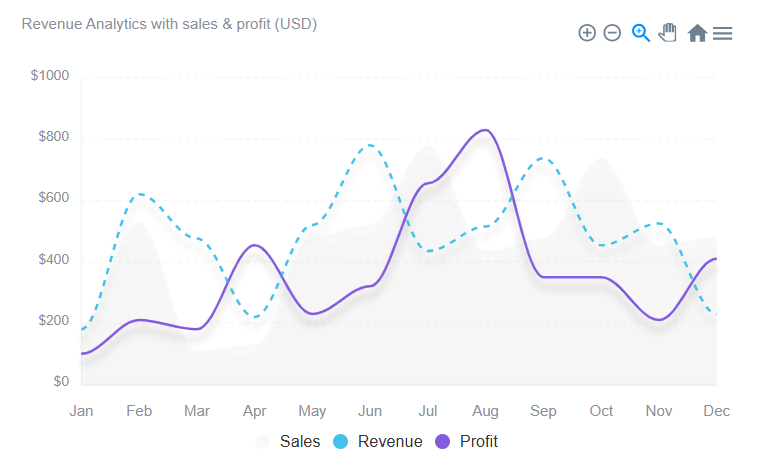 Revenue Analytics with sales & profit (USD)
$1000
$800
$600
$400
$200
$0
Jan Feb Mar Apr May Jun Jul Aug Sep Oct Nov Dec
Sales Revenue Profit